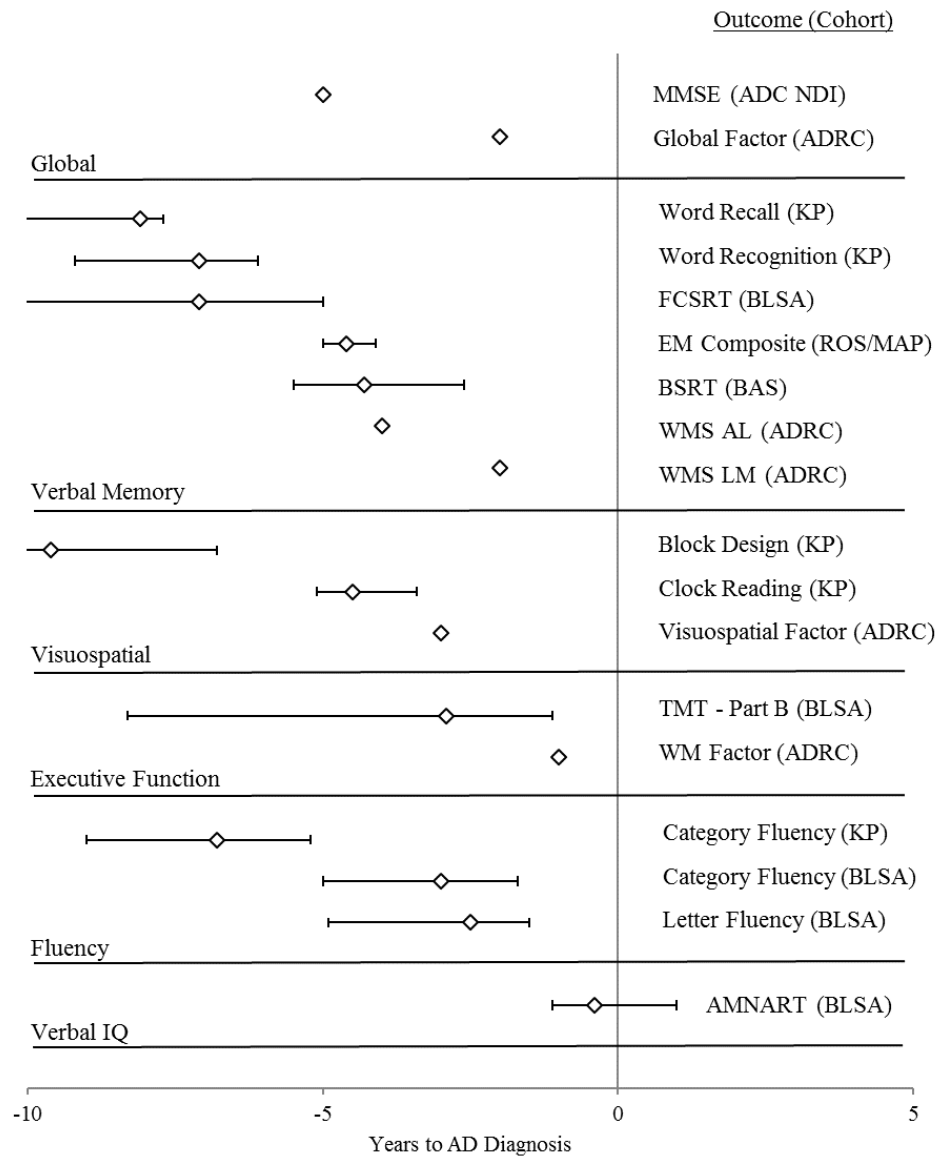 Outcome (Cohort)
MMSE (ADC NDI)
Global Factor (ADRC)
Global
Word Recall (KP)
Word Recognition (KP)
FCSRT (BLSA)
EM Composite (ROS/MAP)
BSRT (BAS)
WMS AL (ADRC)
WMS LM (ADRC)
Verbal Memory
Block Design (KP)
Clock Reading (KP)
Visuospatial Factor (ADRC)
Visuospatial
TMT - Part B (BLSA)
WM Factor (ADRC)
Executive Function
Category Fluency (KP)
Category Fluency (BLSA)
Letter Fluency (BLSA)
Fluency
AMNART (BLSA)
Verbal IQ
-10 -5 0 5
Years to AD Diagnosis